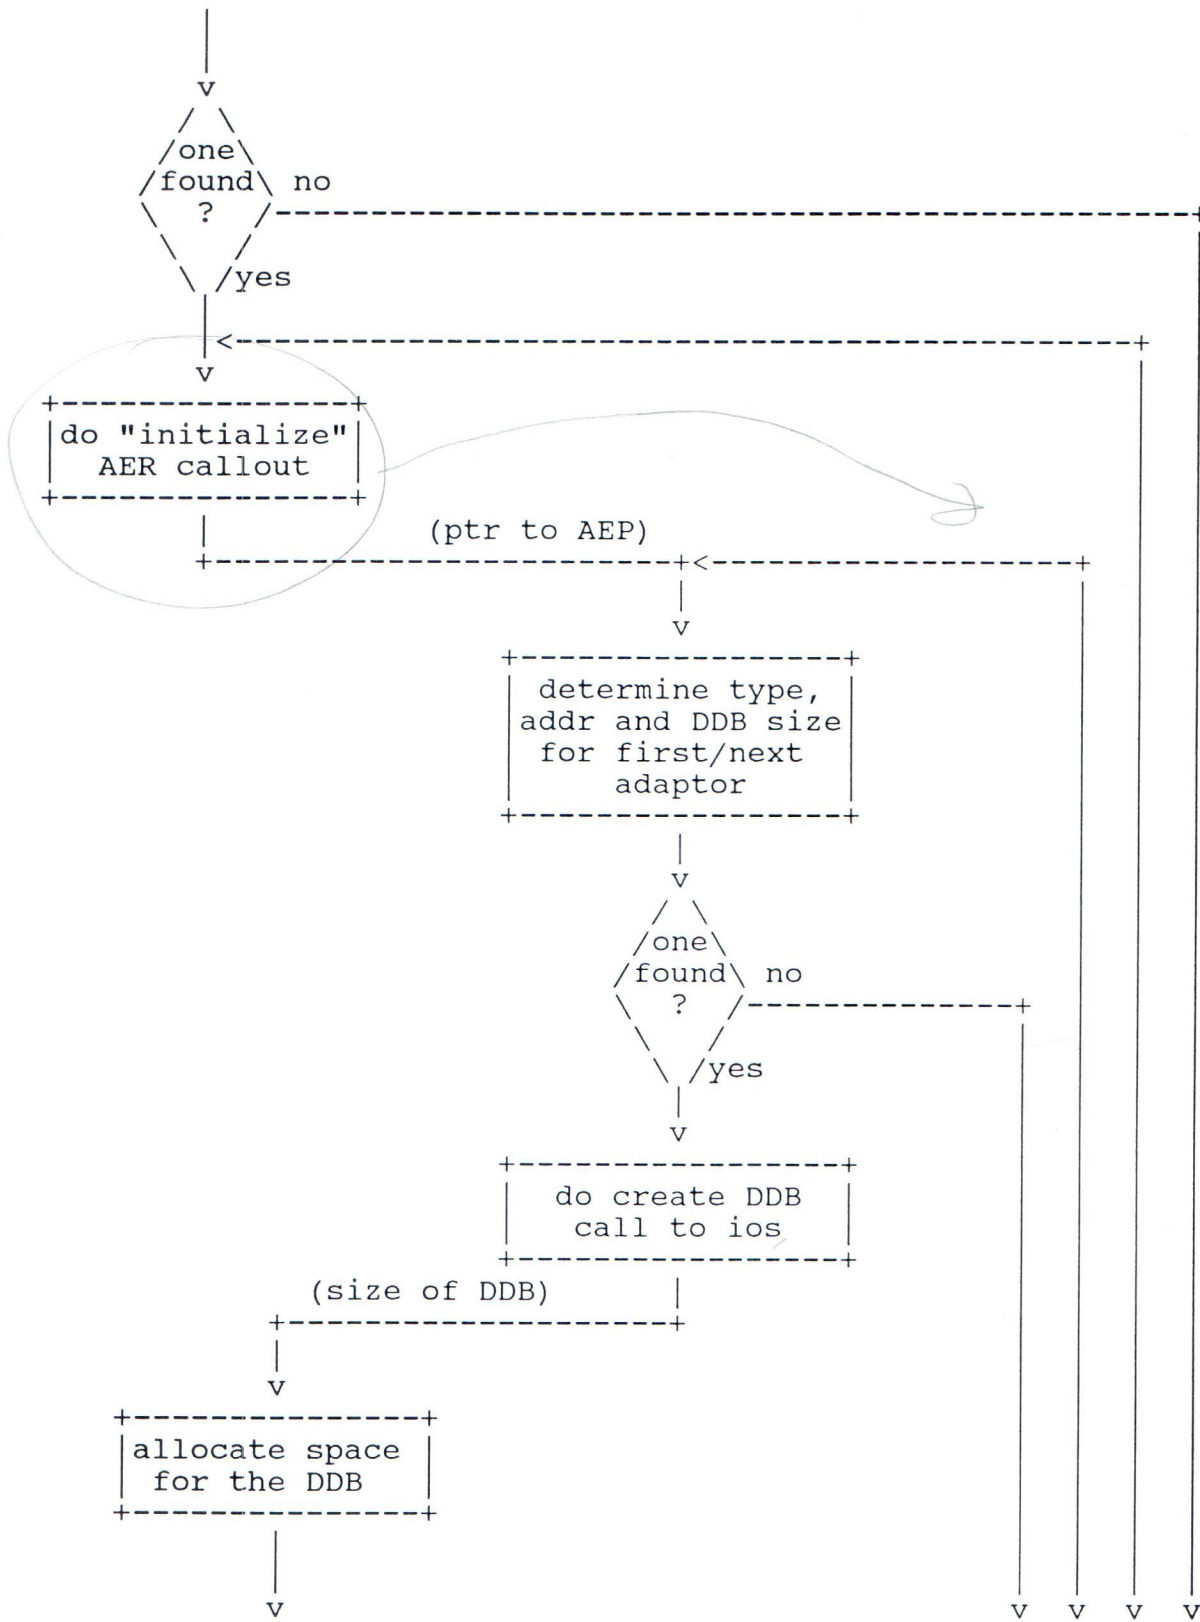 one
found no
?
yes
do "initialize"
AER callout
(ptr to AEP)
determine type,
addr and DDB size
for first/next
adaptor
one
found no
?
yes
do create DDB
call to ios
(size of DDB)
allocate space
for the DDB